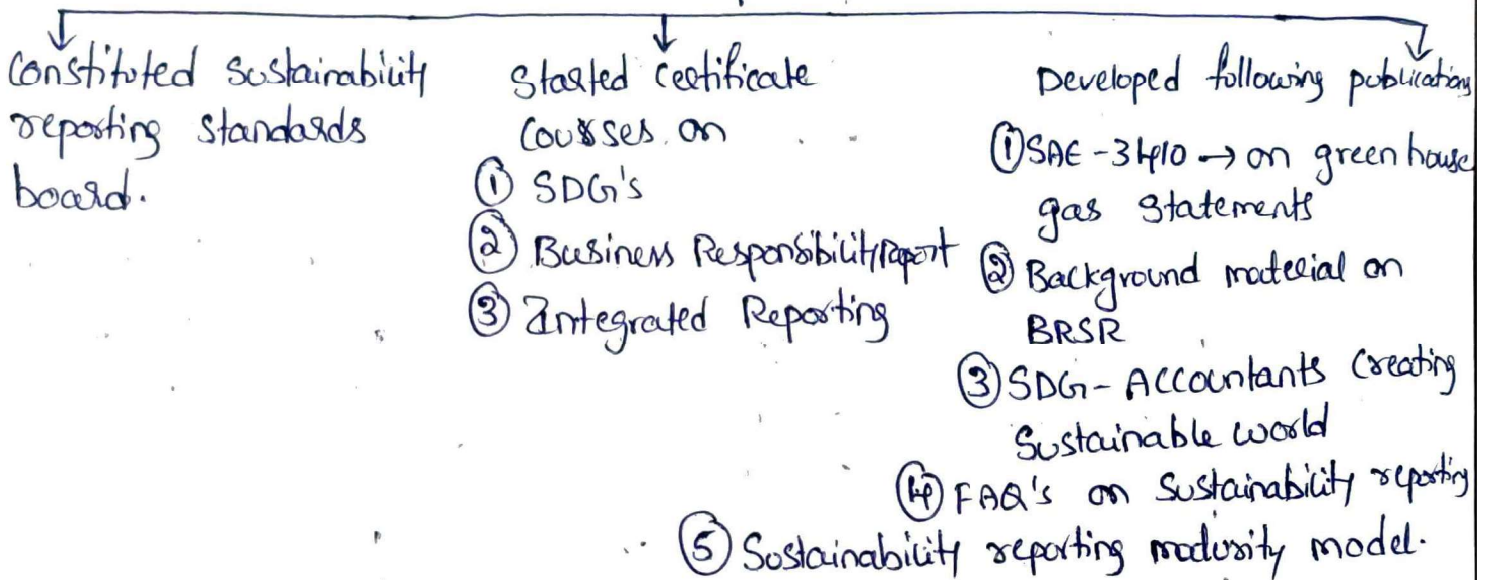 Constituted Sustainability
reporting standards
board.
Started certificate
courses on
① SDG's
② Business Responsibility Report
③ Integrated Reporting
Developed following publications
① SAE - 3410 → on green house
gas statements
② Background material on
BRSR
③ SDG - Accountants Creating
Sustainable world
④ FAQ's on Sustainability reporting
⑤ Sustainability reporting maturity model.